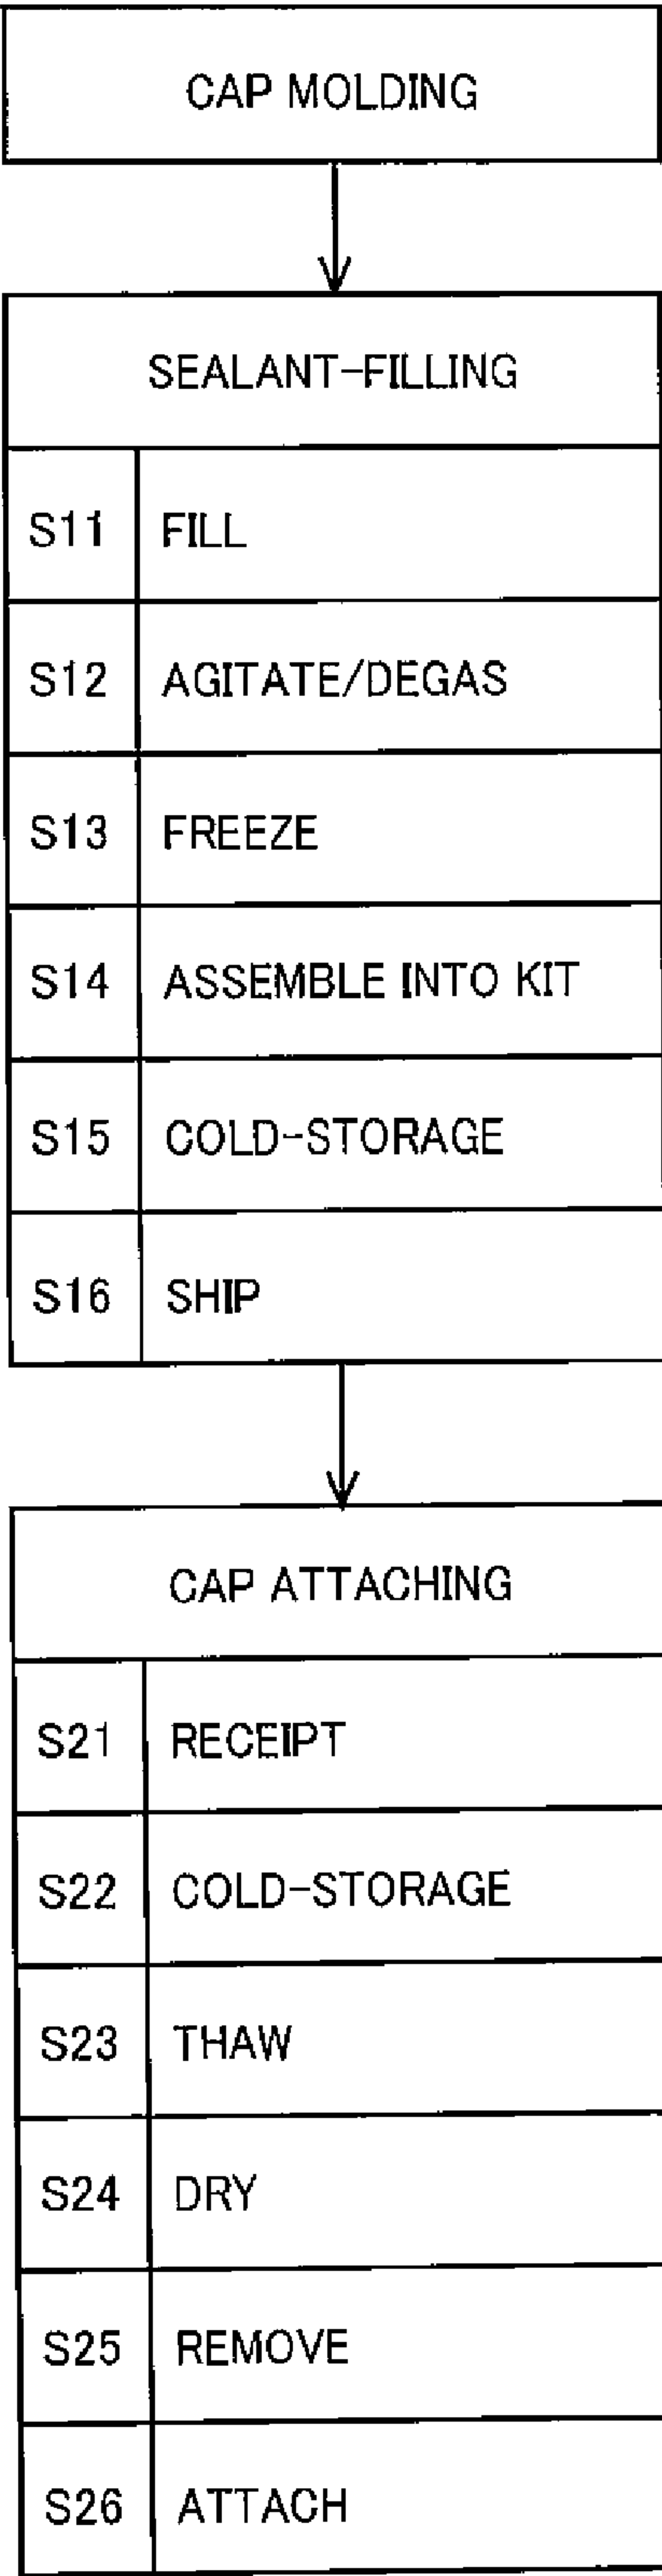 CAP MOLDING
SEALANT-FILLING
S11 FILL
S12 AGITATE/DEGAS
S13 FREEZE
S14 ASSEMBLE INTO KIT
S15 COLD-STORAGE
S16 SHIP
CAP ATTACHING
S21 RECEIPT
S22 COLD-STORAGE
S23 THAW
S24 DRY
S25 REMOVE
S26 ATTACH